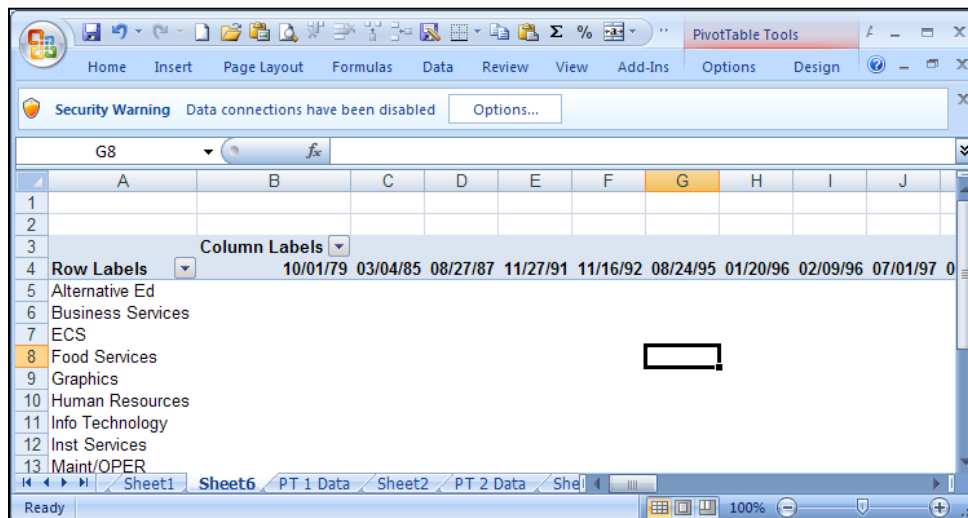 PivotTable Tools
Home Insert Page Layout Formulas Data Review View Add-Ins Options Design
Security Warning Data connections have been disabled Options...
G8 fx
A B C D E F G H I J
1
2
3 Column Labels
4 Row Labels 10/01/79 03/04/85 08/27/87 11/27/91 11/16/92 08/24/95 01/20/96 02/09/96 07/01/97 0
5 Alternative Ed
6 Business Services
7 ECS
8 Food Services
9 Graphics
10 Human Resources
11 Info Technology
12 Inst Services
13 Maint/OPER
Sheet1 Sheet6 PT 1 Data Sheet2 PT 2 Data She
Ready 100%